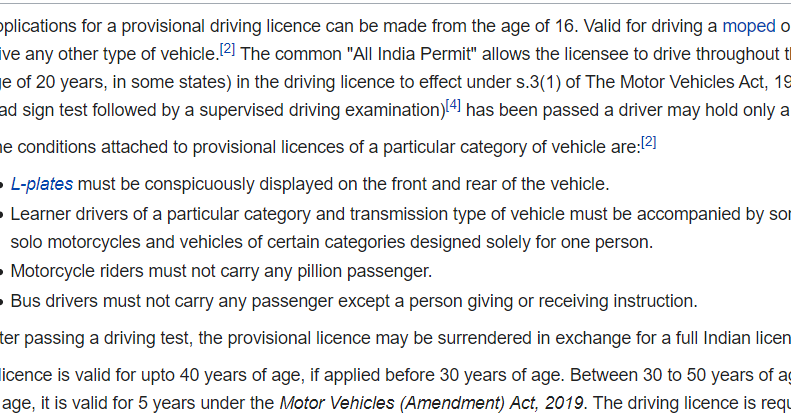 plications for a provisional driving licence can be made from the age of 16. Valid for driving a moped o
ive any other type of vehicle.[2] The common "All India Permit" allows the licensee to drive throughout t
e of 20 years, in some states) in the driving licence to effect under s.3(1) of The Motor Vehicles Act, 19
ad sign test followed by a supervised driving examination)[4] has been passed a driver may hold only a
e conditions attached to provisional licences of a particular category of vehicle are:[2]
• L-plates must be conspicuously displayed on the front and rear of the vehicle.
• Learner drivers of a particular category and transmission type of vehicle must be accompanied by so
solo motorcycles and vehicles of certain categories designed solely for one person.
• Motorcycle riders must not carry any pillion passenger.
• Bus drivers must not carry any passenger except a person giving or receiving instruction.
ter passing a driving test, the provisional licence may be surrendered in exchange for a full Indian licen
licence is valid for upto 40 years of age, if applied before 30 years of age. Between 30 to 50 years of ag
age, it is valid for 5 years under the Motor Vehicles (Amendment) Act, 2019. The driving licence is requ